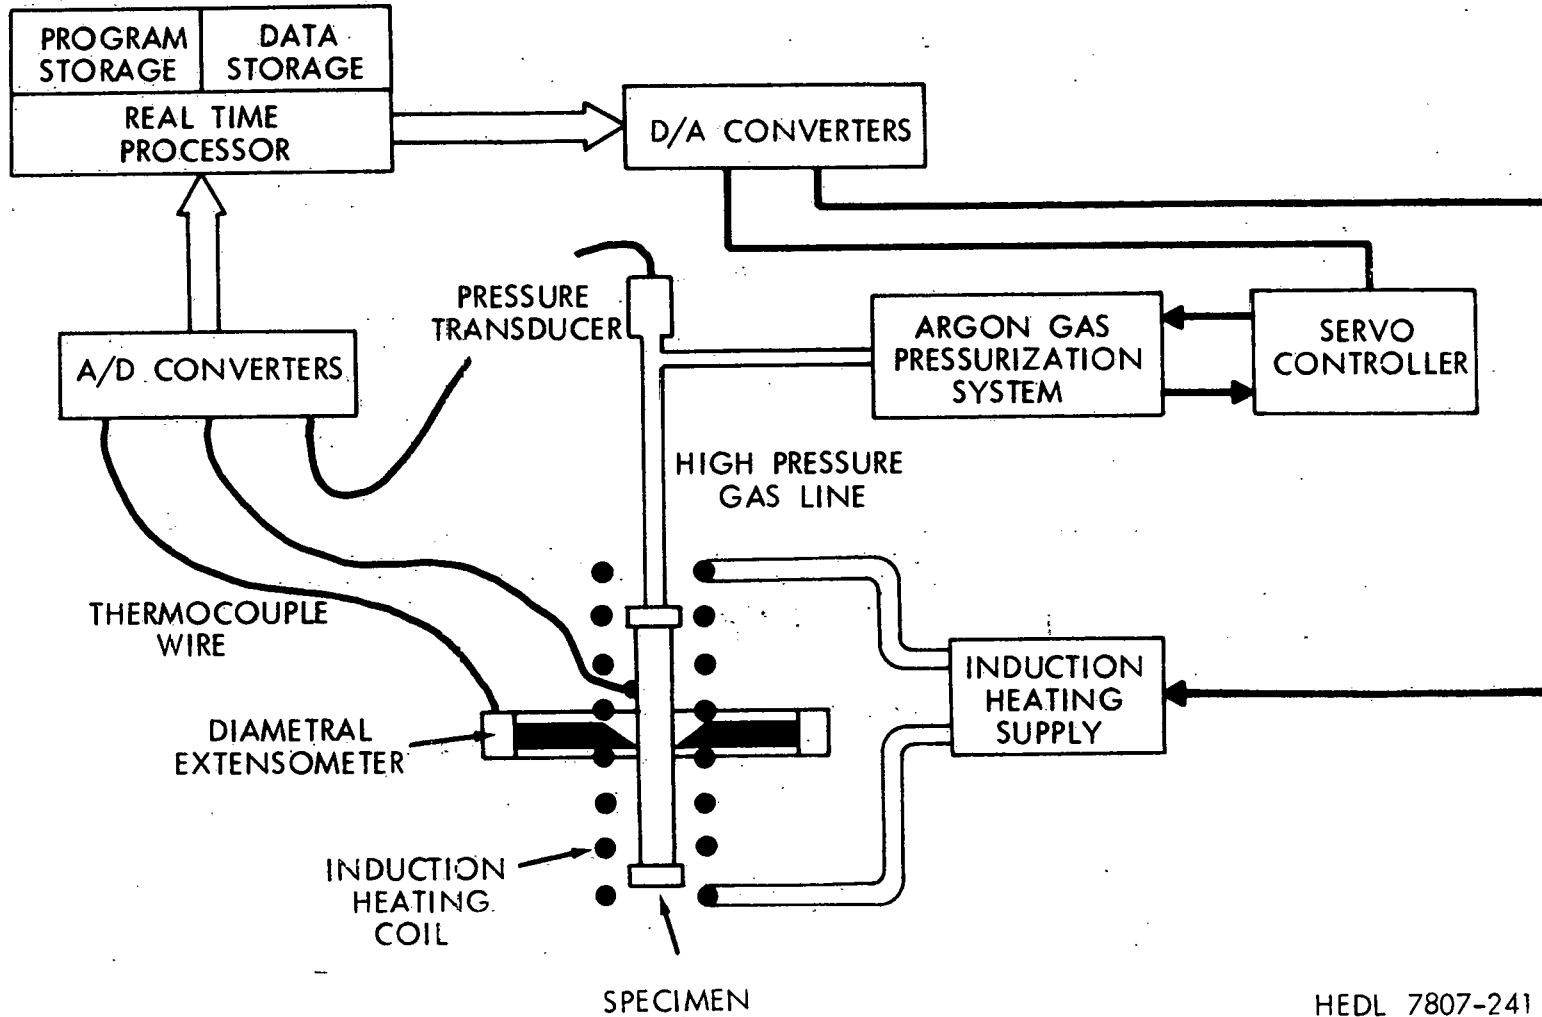 PROGRAM
STORAGE
DATA
STORAGE
REAL TIME
PROCESSOR
D/A CONVERTERS
PRESSURE
TRANSDUCER
A/D CONVERTERS
ARGON GAS
PRESSURIZATION
SYSTEM
SERVO
CONTROLLER
HIGH PRESSURE
GAS LINE
THERMOCOUPLE
WIRE
INDUCTION
HEATING
SUPPLY
DIAMETRAL
EXTENSOMETER
INDUCTION
HEATING
COIL
SPECIMEN
HEDL 7807-241